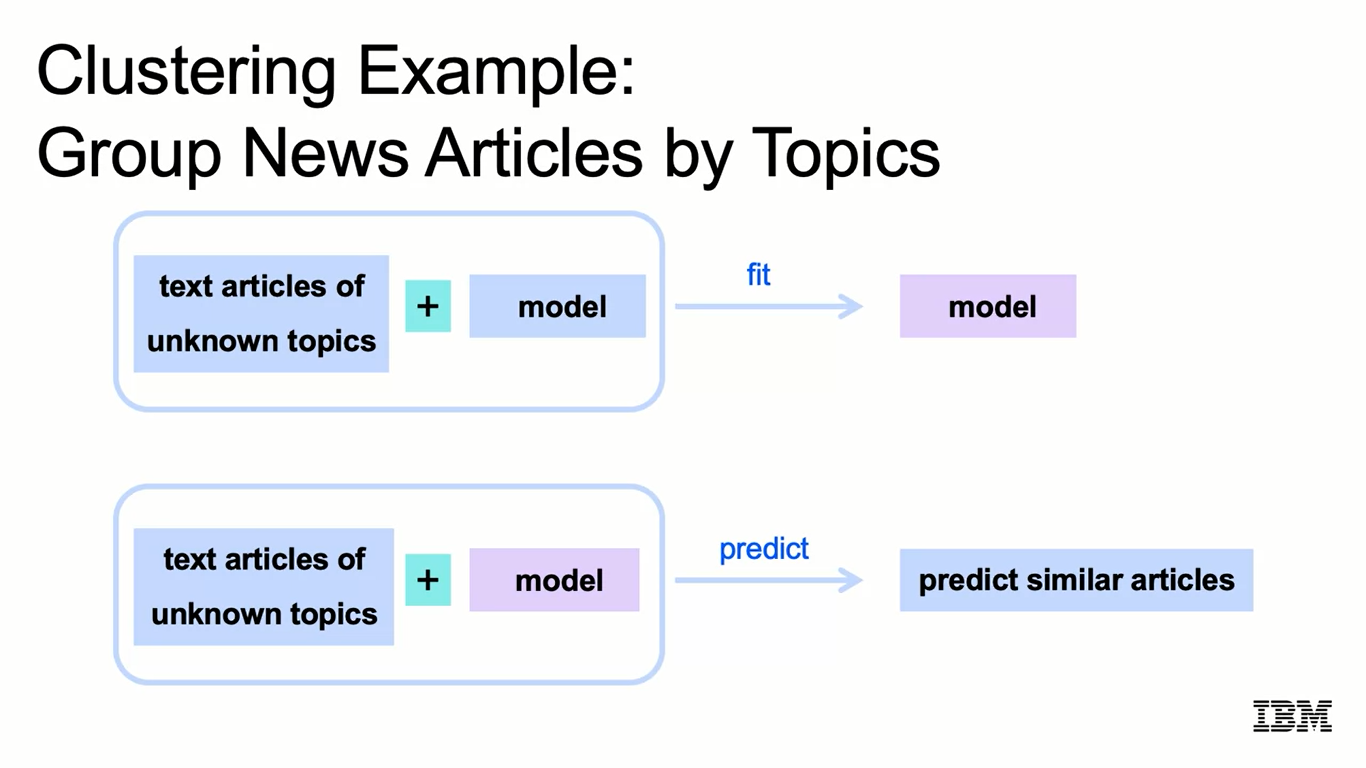 Clustering Example:
Group News Articles by Topics
text articles of
unknown topics
+
model
fit
model
text articles of
unknown topics
+
model
predict
predict similar articles
IBM